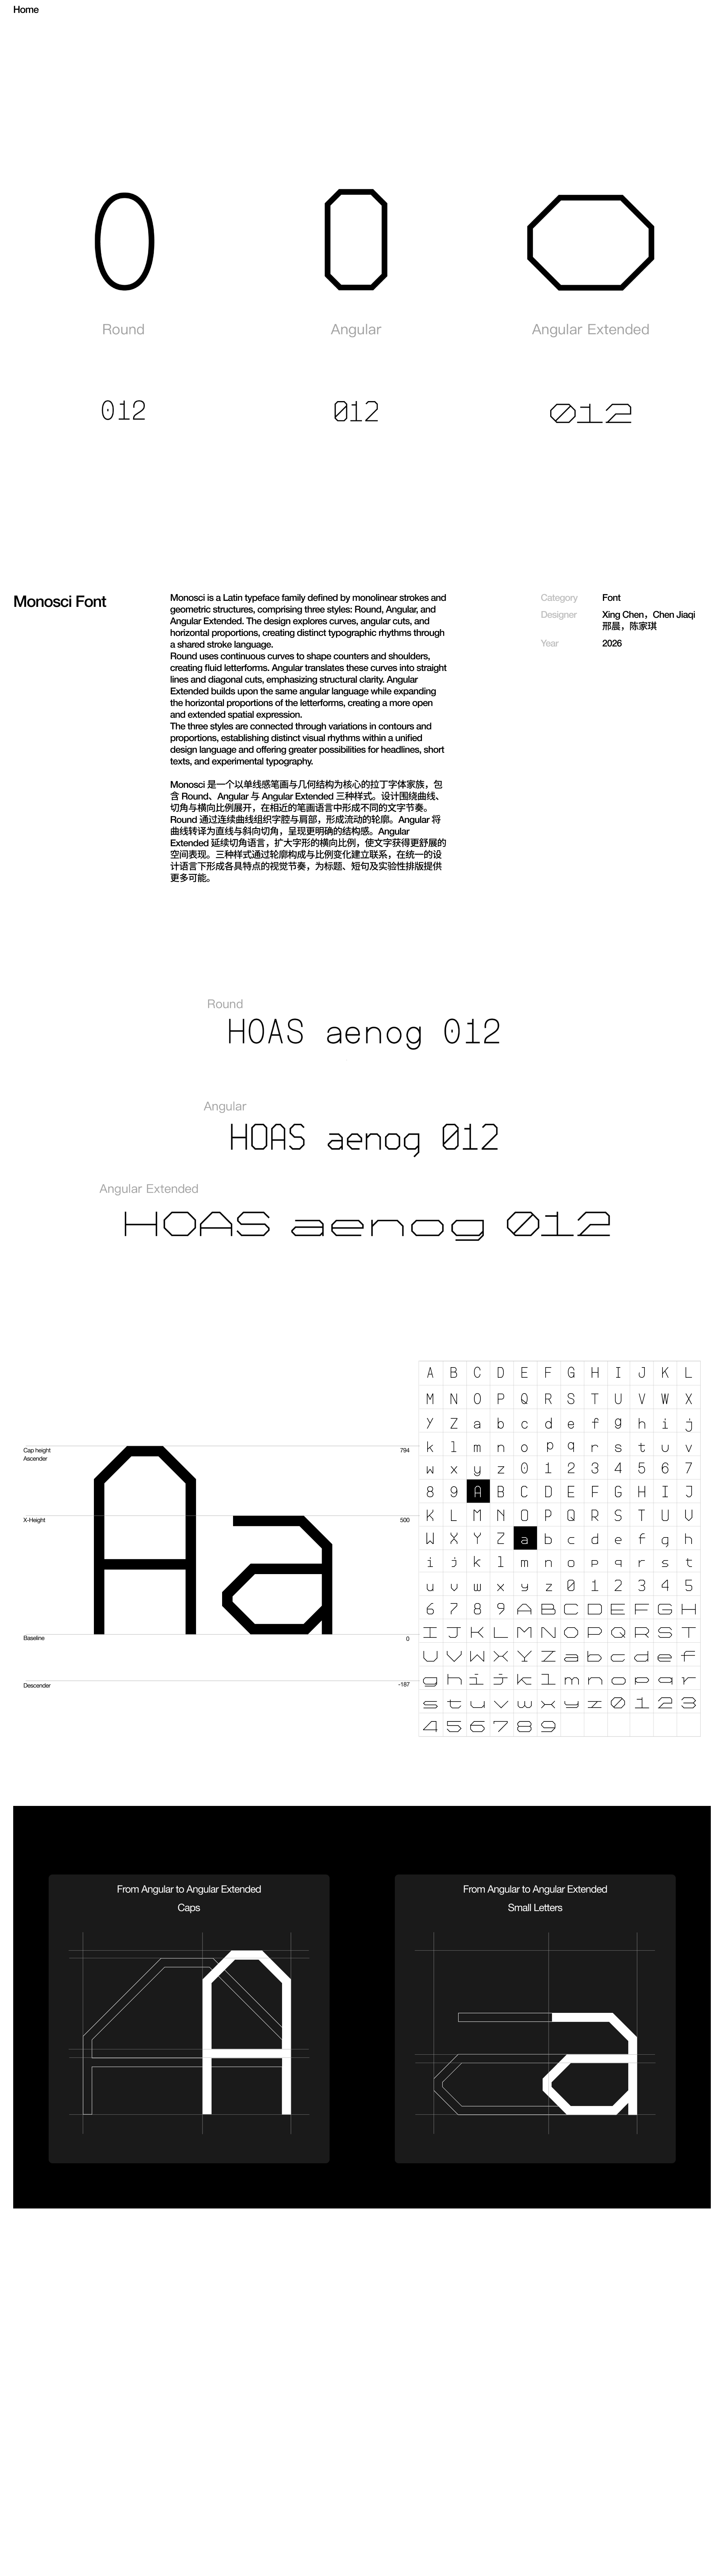 Home
0 0 0
Round Angular Angular Extended
012 012 012
Monosci Font
Monosci is a Latin typeface family defined by monolinear strokes and
geometric structures, comprising three styles: Round, Angular, and
Angular Extended. The design explores curves, angular cuts, and
horizontal proportions, creating distinct typographic rhythms through
a shared stroke language.
Round uses continuous curves to shape counters and shoulders,
creating fluid letterforms. Angular translates these curves into straight
lines and diagonal cuts, emphasizing structural clarity. Angular
Extended builds upon the same angular language while expanding
the horizontal proportions of the letterforms, creating a more open
and extended spatial expression.
The three styles are connected through variations in contours and
proportions, establishing distinct visual rhythms within a unified
design language and offering greater possibilities for headlines, short
texts, and experimental typography.
Monosci 是一个以单线感笔画与几何结构为核心的拉丁字体家族，包
含 Round、Angular 与 Angular Extended 三种样式。设计围绕曲线、
切角与横向比例展开，在相近的笔画语言中形成不同的文字节奏。
Round 通过连续曲线组织字腔与肩部，形成流动的轮廓。Angular 将
曲线转译为直线与斜向切角，呈现更明确的结构感。Angular
Extended 延续切角语言，扩大字形的横向比例，使文字获得更舒展的
空间表现。三种样式通过轮廓构成与比例变化建立联系，在统一的设
计语言下形成各具特点的视觉节奏，为标题、短句及实验性排版提供
更多可能。
Category Font
Designer Xing Chen，Chen Jiaqi
邢晨，陈家琪
Year 2026
Round
HOAS aenog 012
Angular
HOAS aenog 012
Angular Extended
HOAS aenog 012
Cap height 794
Ascender
X-Height 500
Baseline 0
Descender -187
Aa
A B C D E F G H I J K L
M N O P Q R S T U V W X
Y Z a b c d e f g h i j
k l m n o p q r s t u v
w x y z 0 1 2 3 4 5 6 7
8 9 A B C D E F G H I J
K L M N O P Q R S T U V
W X Y Z a b c d e f g h
i j k l m n o p q r s t
u v w x y z 0 1 2 3 4 5
6 7 8 9 A B C D E F G H
I J K L M N O P Q R S T
U V W X Y Z a b c d e f
g h i j k l m n o p q r
s t u v w x y z 0 1 2 3
4 5 6 7 8 9
From Angular to Angular Extended
Caps
A
From Angular to Angular Extended
Small Letters
a